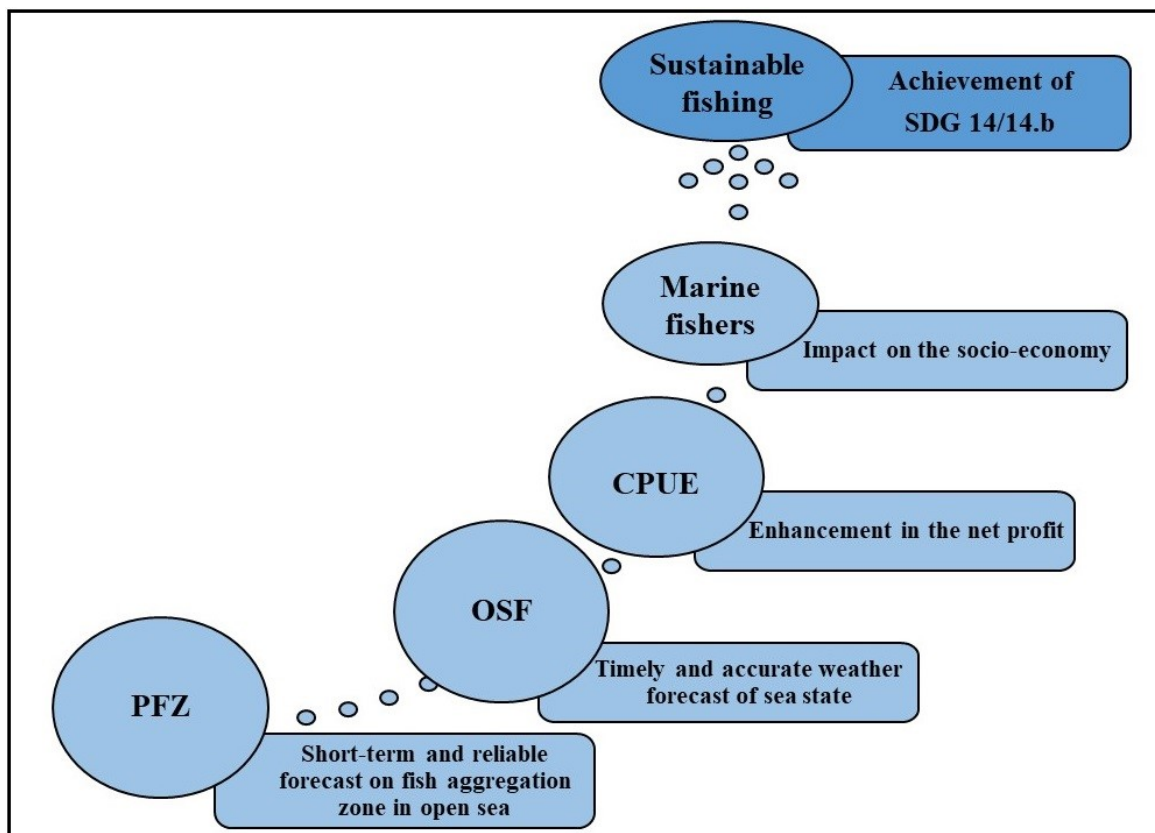 Sustainable
fishing
Achievement of
SDG 14/14.b
Marine
fishers
Impact on the socio-economy
CPUE
Enhancement in the net profit
OSF
Timely and accurate weather
forecast of sea state
PFZ
Short-term and reliable
forecast on fish aggregation
zone in open sea